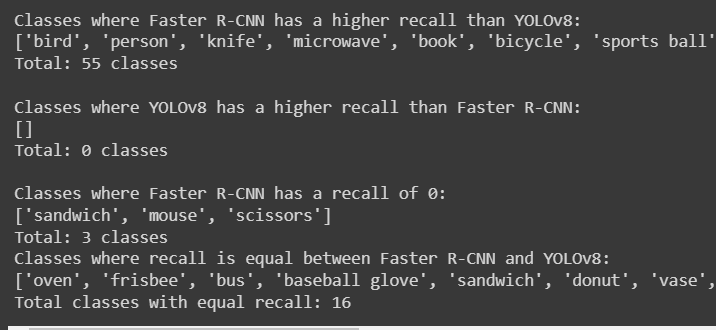 Classes where Faster R-CNN has a higher recall than YOLOv8:
['bird', 'person', 'knife', 'microwave', 'book', 'bicycle', 'sports ball'
Total: 55 classes
Classes where YOLOv8 has a higher recall than Faster R-CNN:
[]
Total: 0 classes
Classes where Faster R-CNN has a recall of 0:
['sandwich', 'mouse', 'scissors']
Total: 3 classes
Classes where recall is equal between Faster R-CNN and YOLOv8:
['oven', 'frisbee', 'bus', 'baseball glove', 'sandwich', 'donut', 'vase',
Total classes with equal recall: 16